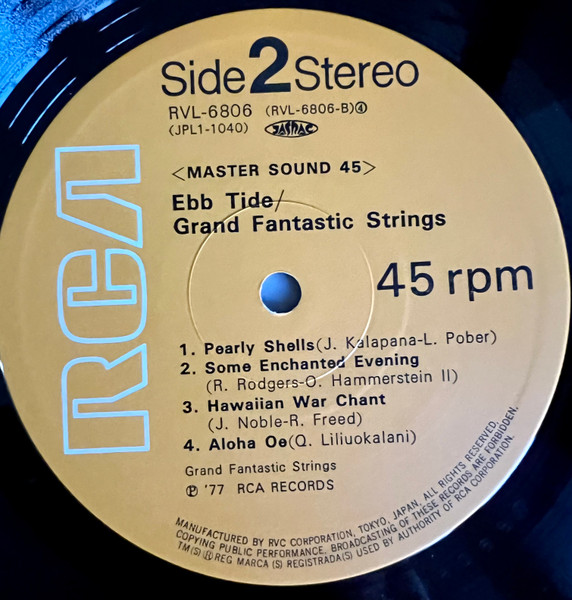 Side 2 Stereo
RVL-6806 (RVL-6806-B)④
(JPL1-1040) JASRAC
<MASTER SOUND 45>
Ebb Tide/
Grand Fantastic Strings
45 rpm
RCA
1. Pearly Shells(J. Kalapana-L. Pober)
2. Some Enchanted Evening
(R. Rodgers-O. Hammerstein II)
3. Hawaiian War Chant
(J. Noble-R. Freed)
4. Aloha Oe(Q. Liliuokalani)
Grand Fantastic Strings
Ⓟ '77 RCA RECORDS
MANUFACTURED BY RVC CORPORATION, TOKYO, JAPAN. ALL RIGHTS RESERVED.
COPYING PUBLIC PERFORMANCE, BROADCASTING OF THESE RECORDS ARE FORBIDDEN.
TM(S) ® REG MARCA (S) REGISTRADA(S) USED BY AUTHORITY OF RCA CORPORATION.